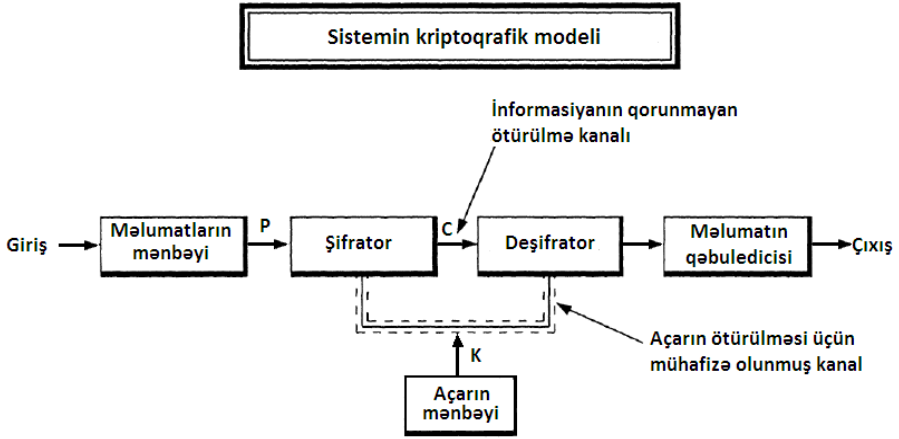 Sistemin kriptoqrafik modeli
İnformasiyanın qorunmayan
ötürülmə kanalı
Giriş
Məlumatların
mənbəyi
P
Şifrator
C
Deşifrator
Məlumatın
qəbuledicisi
Çıxış
K
Açarın
mənbəyi
Açarın ötürülməsi üçün
mühafizə olunmuş kanal